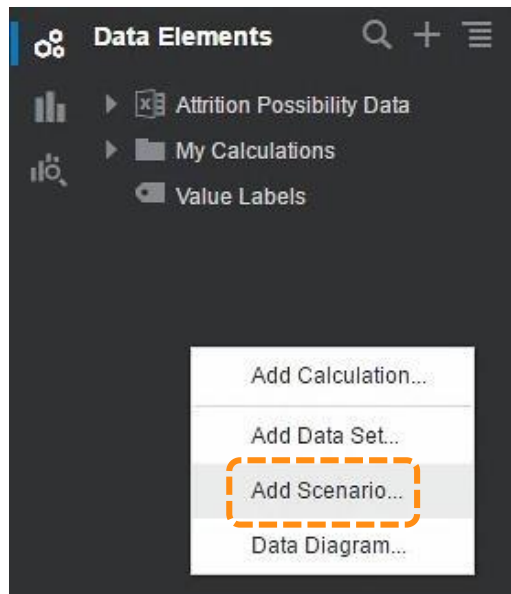 Data Elements
Attrition Possibility Data
My Calculations
Value Labels
Add Calculation...
Add Data Set...
Add Scenario...
Data Diagram...